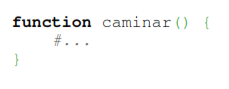 function caminar() {
    #...
}